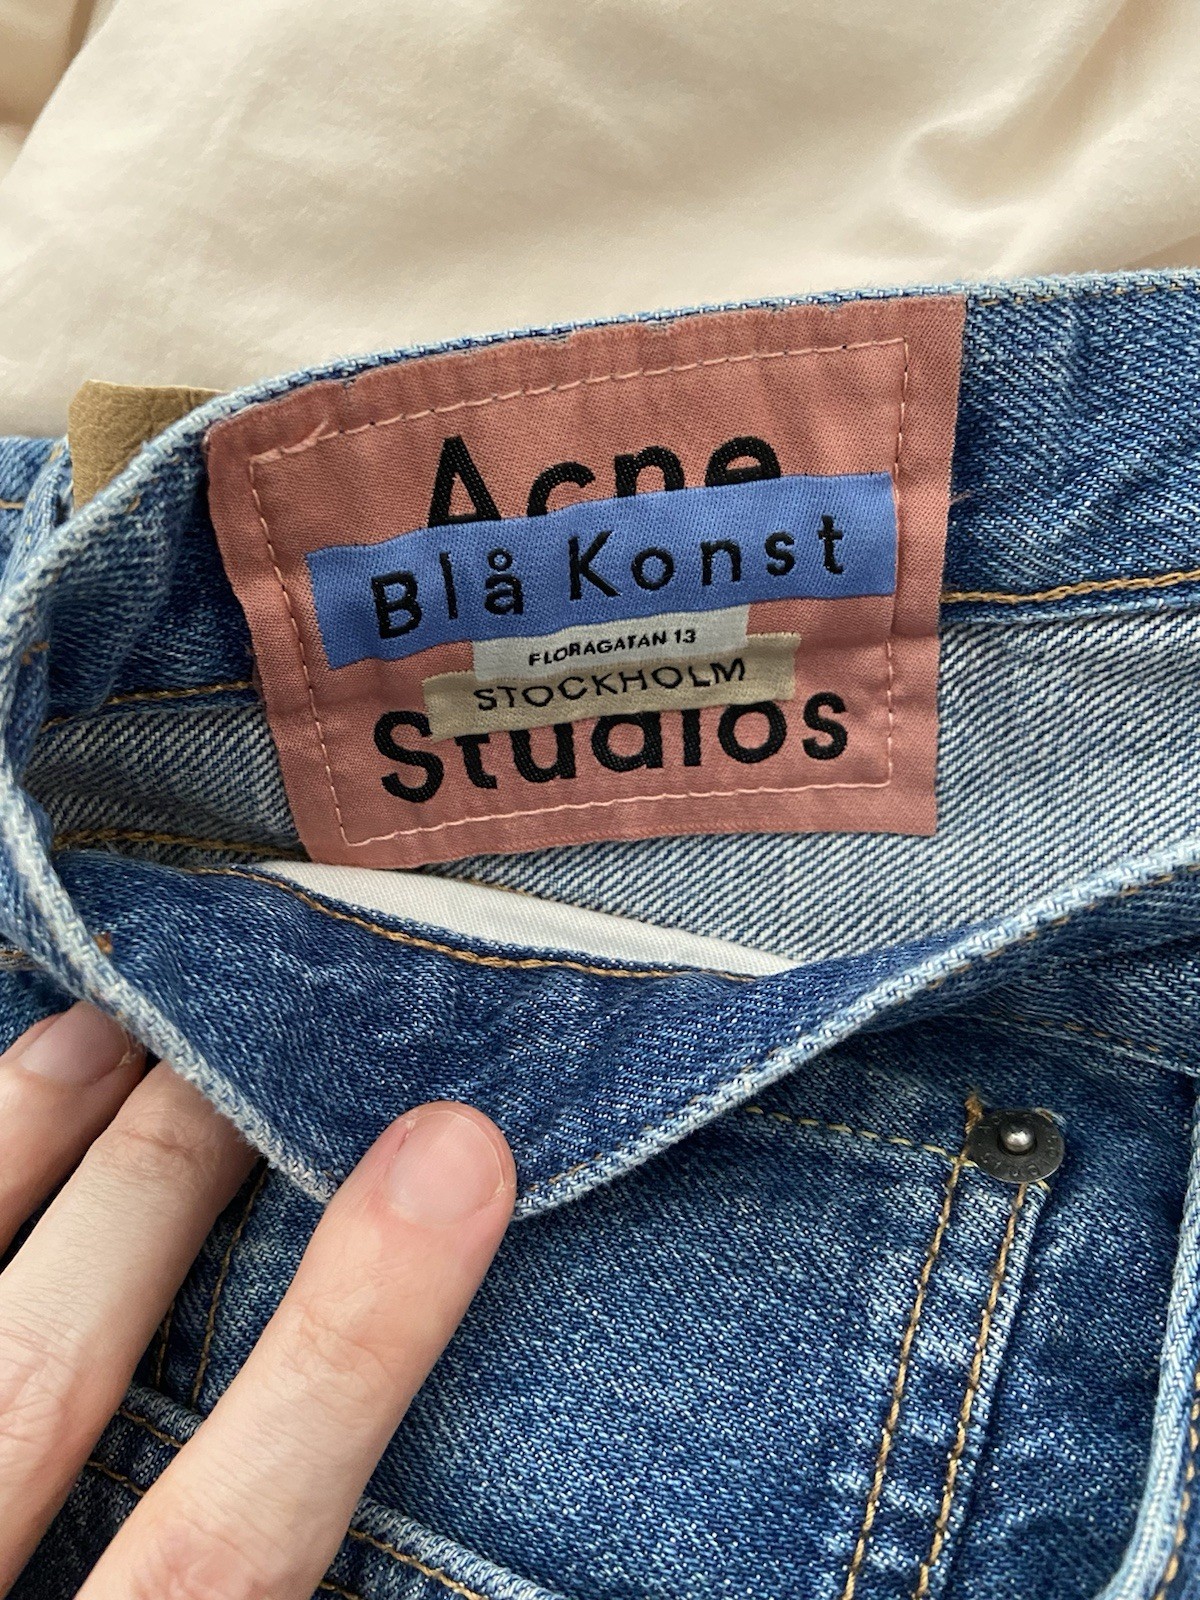 Acne
Blå Konst
FLORAGATAN 13
STOCKHOLM
Studios